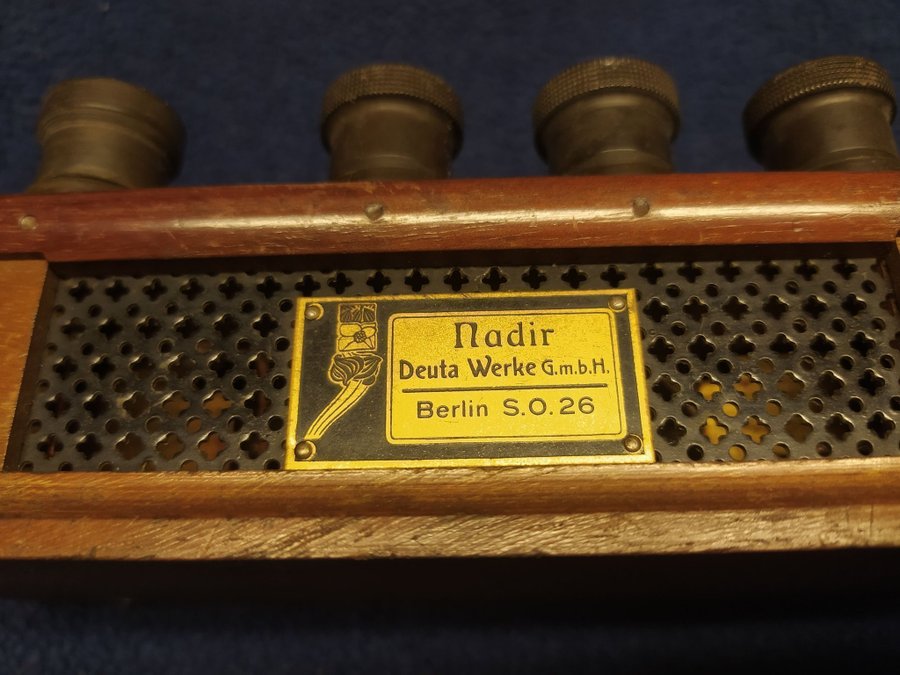 Nadir
Deuta Werke G.m.b.H.
Berlin S.O.26